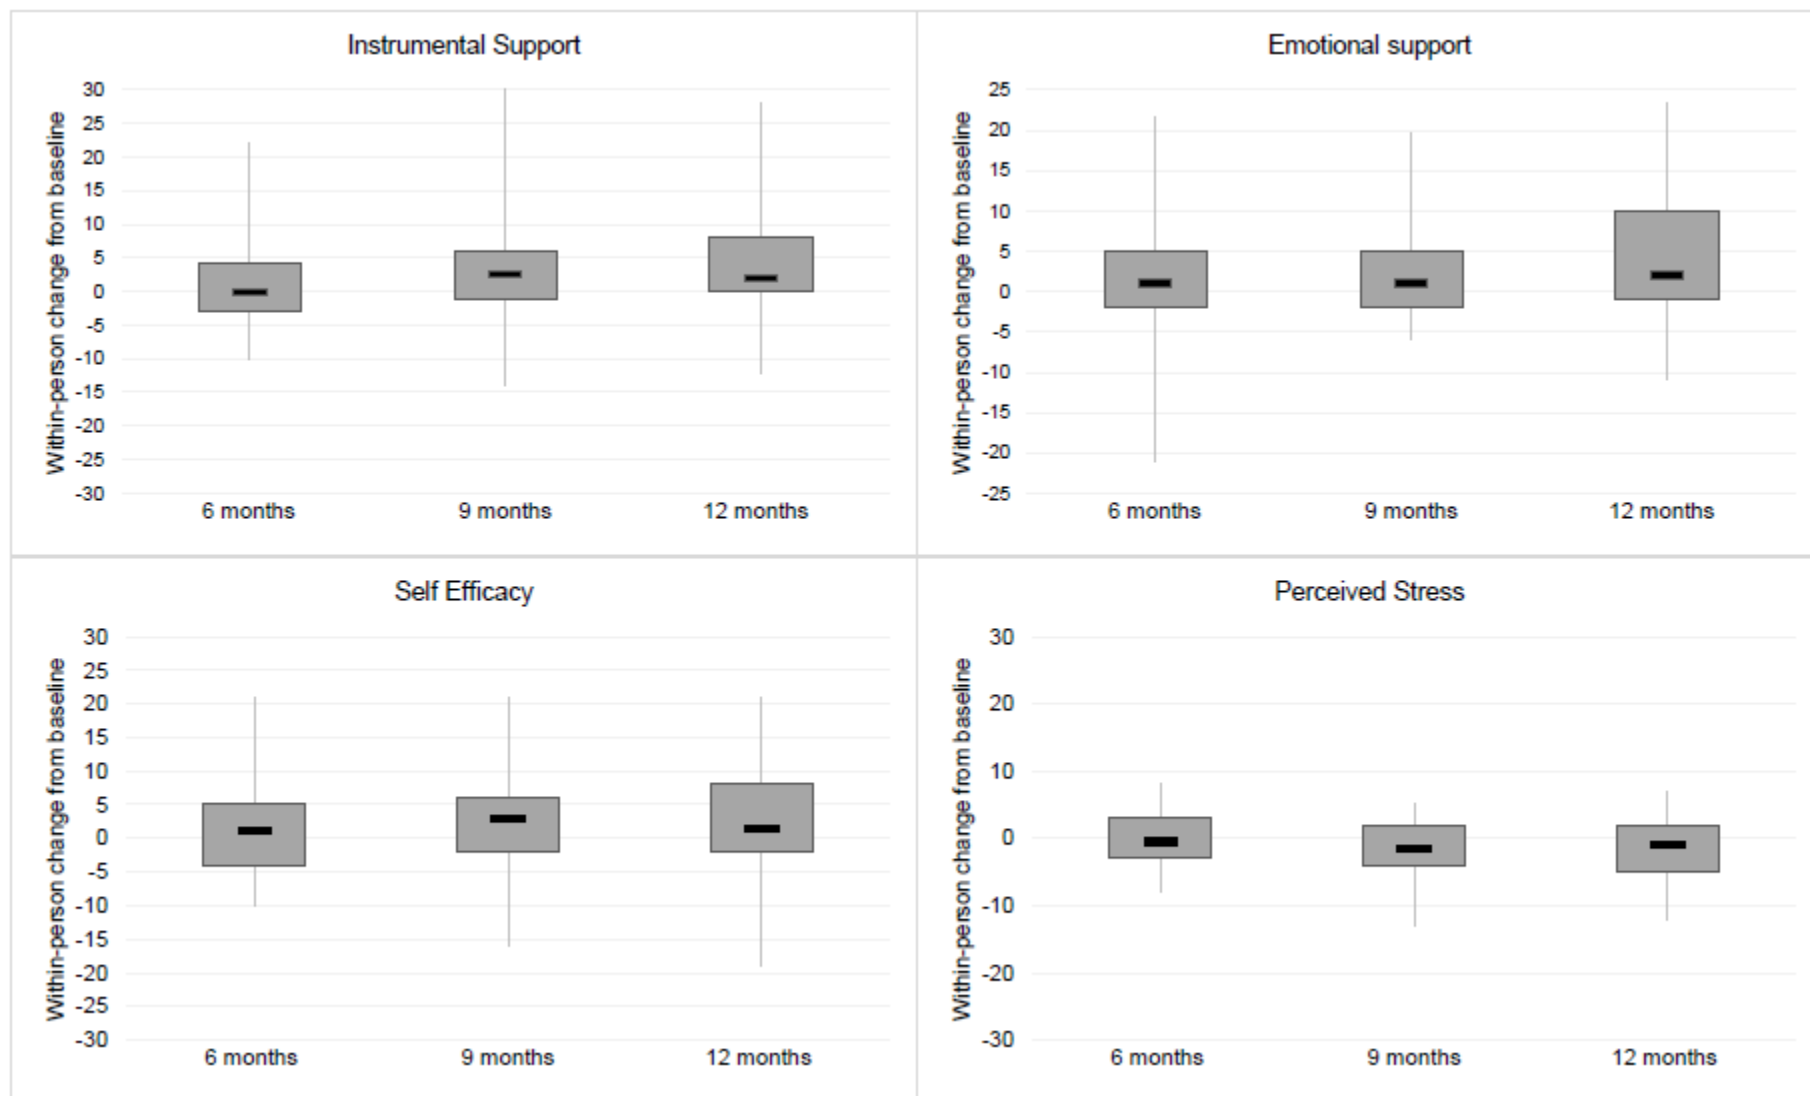 Instrumental Support
Within-person change from baseline
30
25
20
15
10
5
0
-5
-10
-15
-20
-25
-30
6 months
9 months
12 months
Emotional support
Within-person change from baseline
25
20
15
10
5
0
-5
-10
-15
-20
-25
6 months
9 months
12 months
Self Efficacy
Within-person change from baseline
30
25
20
15
10
5
0
-5
-10
-15
-20
-25
-30
6 months
9 months
12 months
Perceived Stress
Within-person change from baseline
30
20
10
0
-10
-20
-30
6 months
9 months
12 months